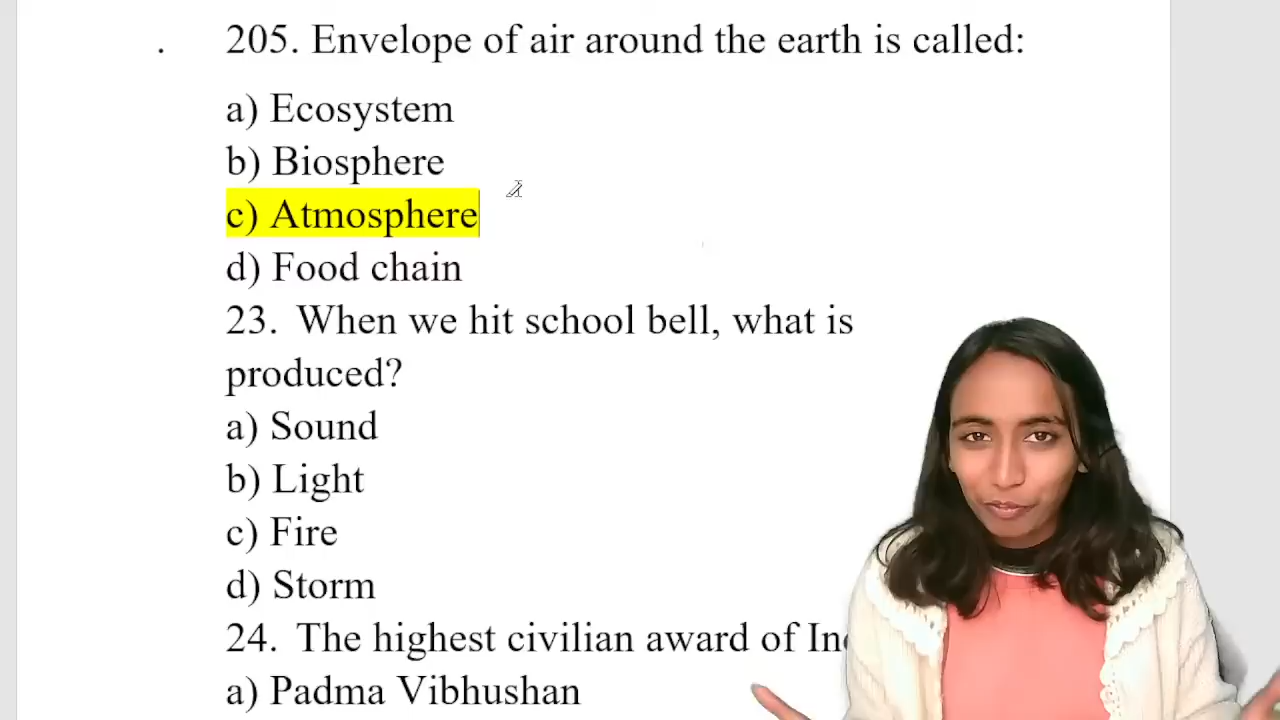 . 205. Envelope of air around the earth is called:
a) Ecosystem
b) Biosphere
c) Atmosphere
d) Food chain
23. When we hit school bell, what is
produced?
a) Sound
b) Light
c) Fire
d) Storm
24. The highest civilian award of
a) Padma Vibhushan